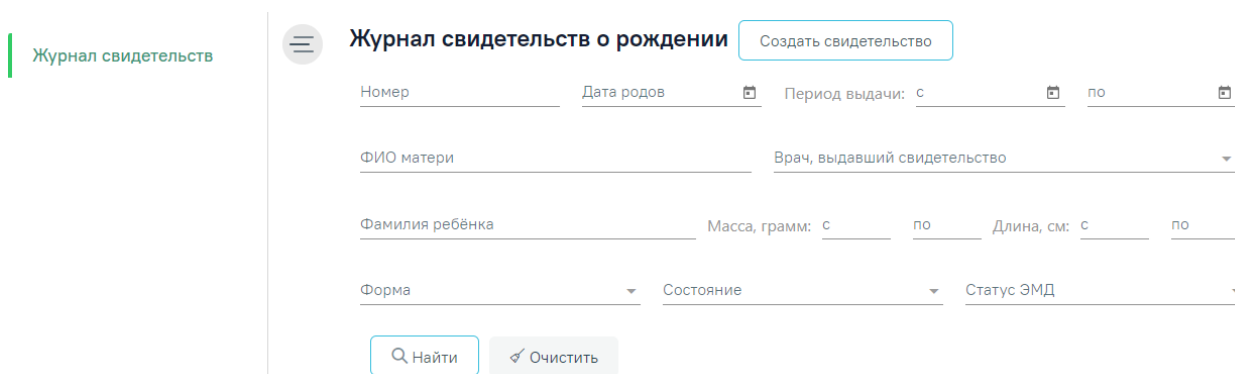 Журнал свидетельств
Журнал свидетельств о рождении Создать свидетельство
Номер Дата родов Период выдачи: с по
ФИО матери Врач, выдавший свидетельство
Фамилия ребёнка Масса, грамм: с по Длина, см: с по
Форма Состояние Статус ЭМД
Найти Очистить